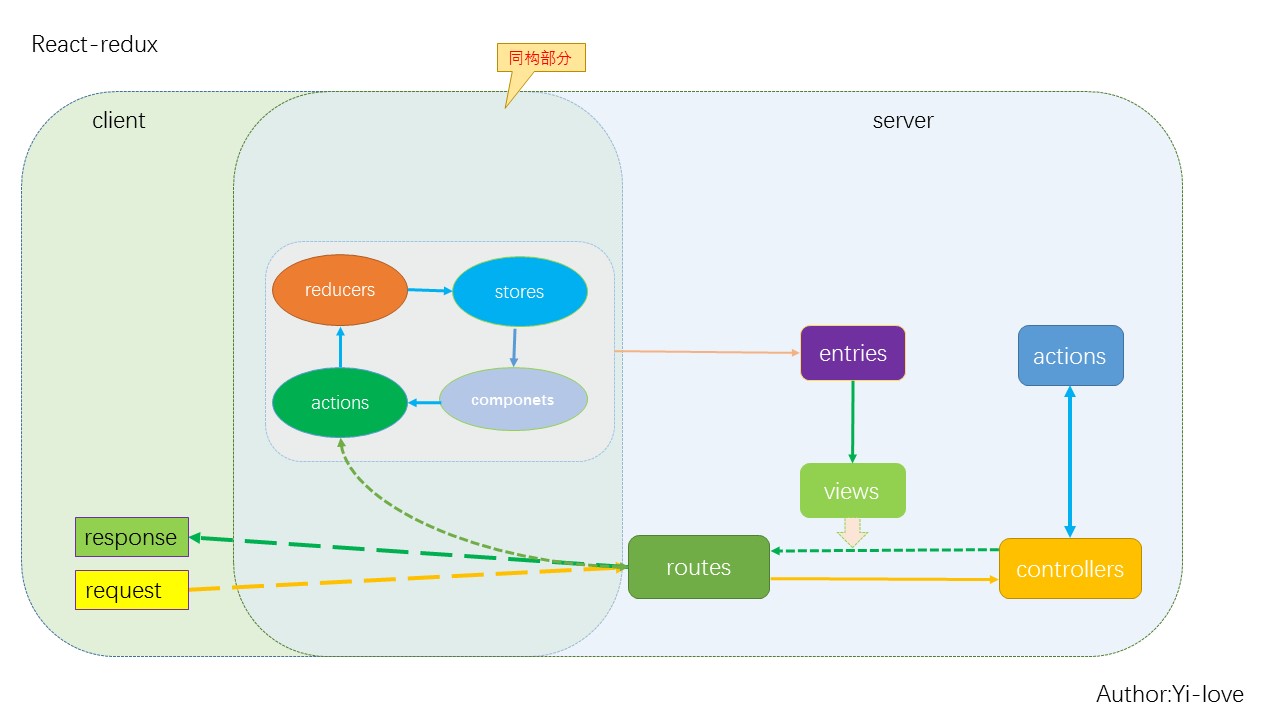 React-redux
同构部分
client
server
reducers
stores
actions
componets
entries
actions
views
response
request
routes
controllers
Author:Yi-love